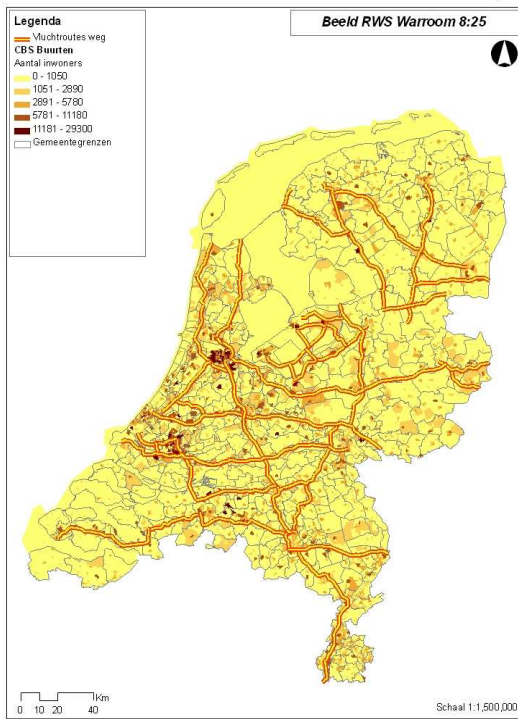 Legenda
Beeld RWS Warroom 8:25
Vluchtroutes weg
CBS Buurten
Aantal inwoners
0 - 1050
1051 - 2890
2891 - 5780
5781 - 11180
11181 - 29300
Gemeentegrenzen
Km
0 10 20 40
Schaal 1:1,500,000